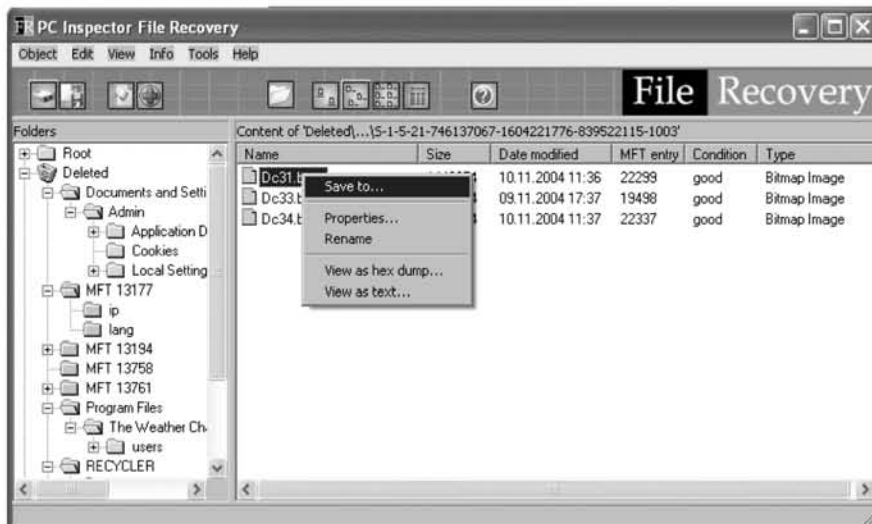 FR PC Inspector File Recovery
Object Edit View Info Tools Help
File Recovery
Folders
Content of 'Deleted\...\S-1-5-21-746137067-1604221776-839522115-1003'
Root
Deleted
Documents and Setti
Admin
Application D
Cookies
Local Setting
MFT 13177
ip
lang
MFT 13194
MFT 13758
MFT 13761
Program Files
The Weather Ch
users
RECYCLER
Name Size Date modified MFT entry Condition Type
Dc31.b 10.11.2004 11:36 22299 good Bitmap Image
Dc33.b 09.11.2004 17:37 19498 good Bitmap Image
Dc34.b 10.11.2004 11:37 22337 good Bitmap Image
Save to...
Properties...
Rename
View as hex dump...
View as text...